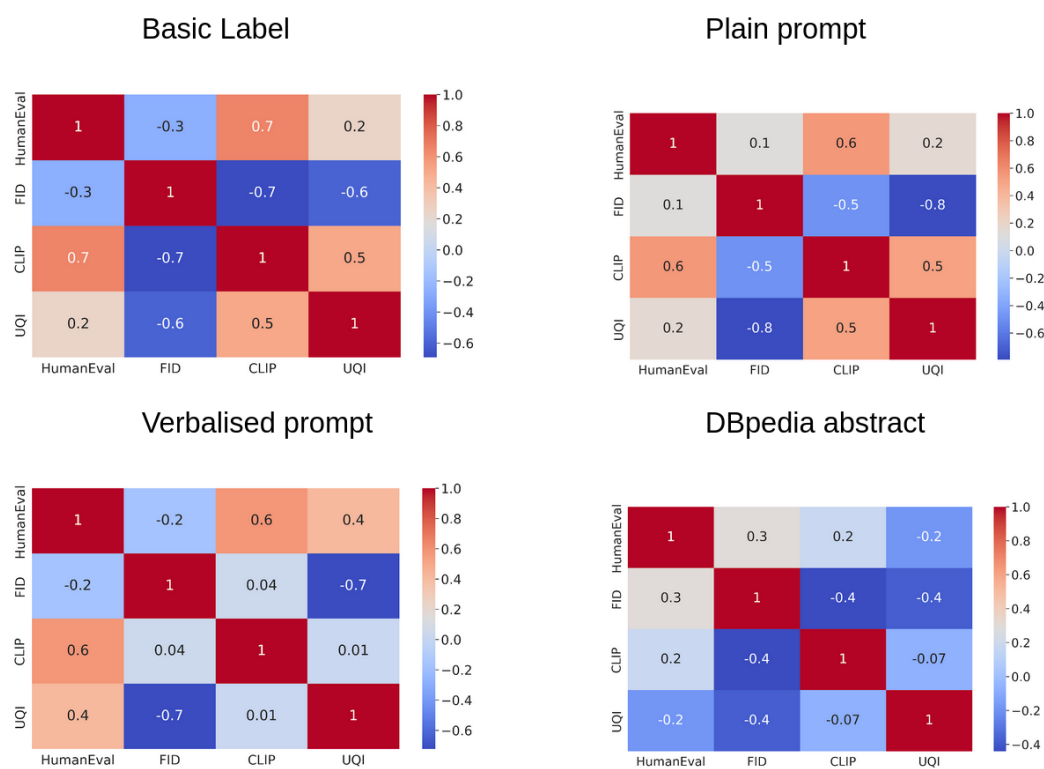 Basic Label
HumanEval 1 -0.3 0.7 0.2
FID -0.3 1 -0.7 -0.6
CLIP 0.7 -0.7 1 0.5
UQI 0.2 -0.6 0.5 1
HumanEval FID CLIP UQI
1.0
0.8
0.6
0.4
0.2
0.0
−0.2
−0.4
−0.6
Plain prompt
HumanEval 1 0.1 0.6 0.2
FID 0.1 1 -0.5 -0.8
CLIP 0.6 -0.5 1 0.5
UQI 0.2 -0.8 0.5 1
HumanEval FID CLIP UQI
1.0
0.8
0.6
0.4
0.2
0.0
−0.2
−0.4
−0.6
Verbalised prompt
HumanEval 1 -0.2 0.6 0.4
FID -0.2 1 0.04 -0.7
CLIP 0.6 0.04 1 0.01
UQI 0.4 -0.7 0.01 1
HumanEval FID CLIP UQI
1.0
0.8
0.6
0.4
0.2
0.0
−0.2
−0.4
−0.6
DBpedia abstract
HumanEval 1 0.3 0.2 -0.2
FID 0.3 1 -0.4 -0.4
CLIP 0.2 -0.4 1 -0.07
UQI -0.2 -0.4 -0.07 1
HumanEval FID CLIP UQI
1.0
0.8
0.6
0.4
0.2
0.0
−0.2
−0.4